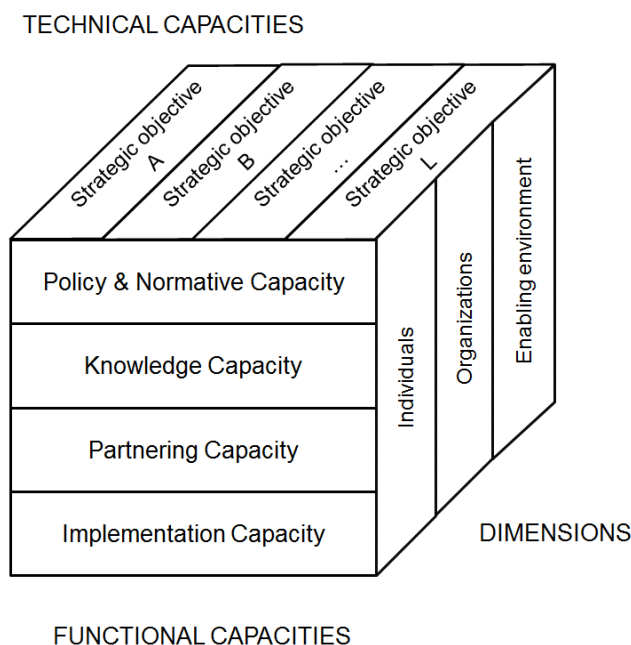 TECHNICAL CAPACITIES
Strategic objective
A
Strategic objective
B
Strategic objective
...
Strategic objective
L
Policy & Normative Capacity
Knowledge Capacity
Partnering Capacity
Implementation Capacity
Individuals
Organizations
Enabling environment
DIMENSIONS
FUNCTIONAL CAPACITIES